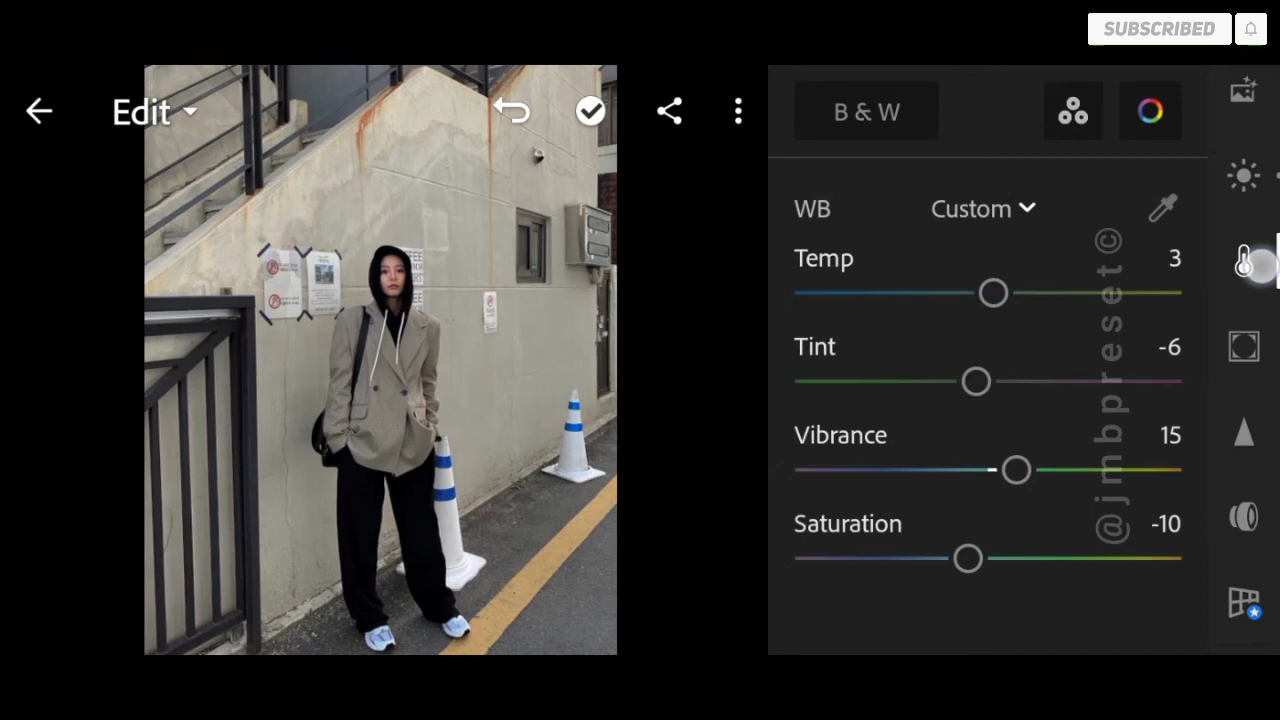 SUBSCRIBED
Edit
B & W
WB
Custom
Temp
3
Tint
-6
Vibrance
15
Saturation
-10
@jmbpreset©